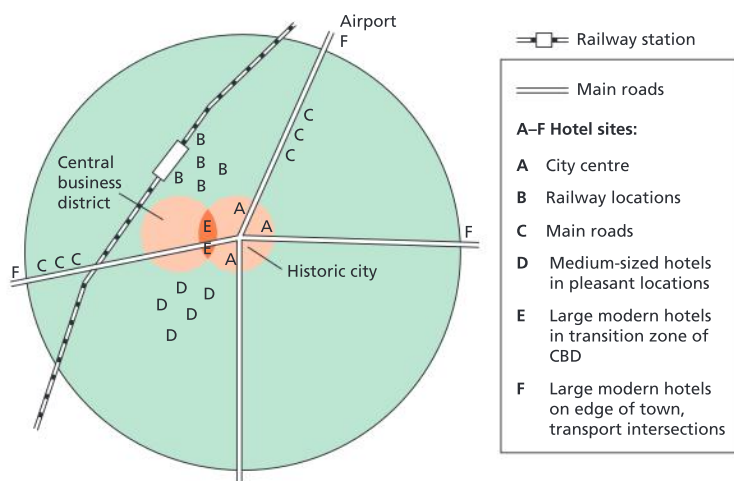 Airport
F
C
C
C
B
B
B
B
B
Central
business
district
A
A
E
E
A
F
Historic city
F
C C C
D
D
D
D
D
Railway station
Main roads
A–F Hotel sites:
A City centre
B Railway locations
C Main roads
D Medium-sized hotels
in pleasant locations
E Large modern hotels
in transition zone of
CBD
F Large modern hotels
on edge of town,
transport intersections